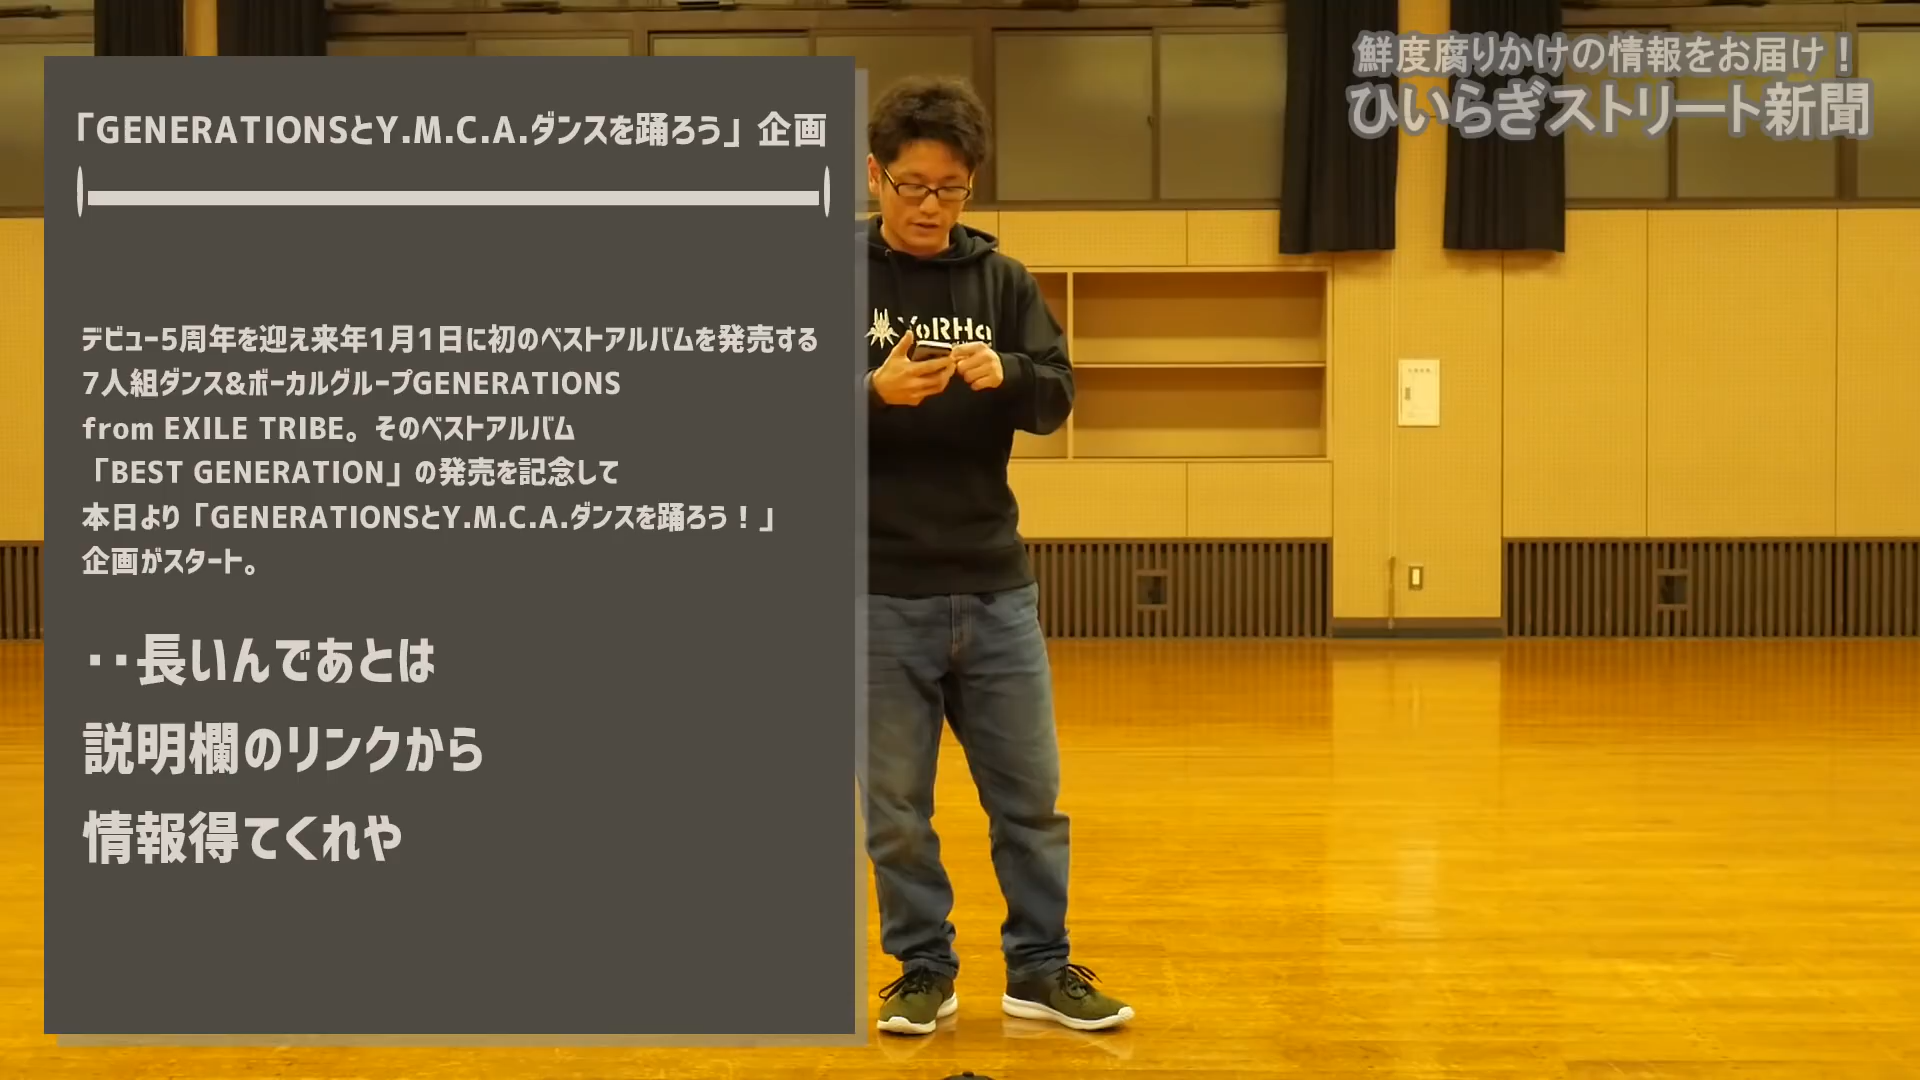 鮮度腐りかけの情報をお届け！
ひいらぎストリート新聞
「GENERATIONSとY.M.C.A.ダンスを踊ろう」企画
デビュー5周年を迎え来年1月1日に初のベストアルバムを発売する
7人組ダンス&ボーカルグループGENERATIONS
from EXILE TRIBE。そのベストアルバム
「BEST GENERATION」の発売を記念して
本日より「GENERATIONSとY.M.C.A.ダンスを踊ろう！」
企画がスタート。
・・長いんであとは
説明欄のリンクから
情報得てくれや
YoRHa